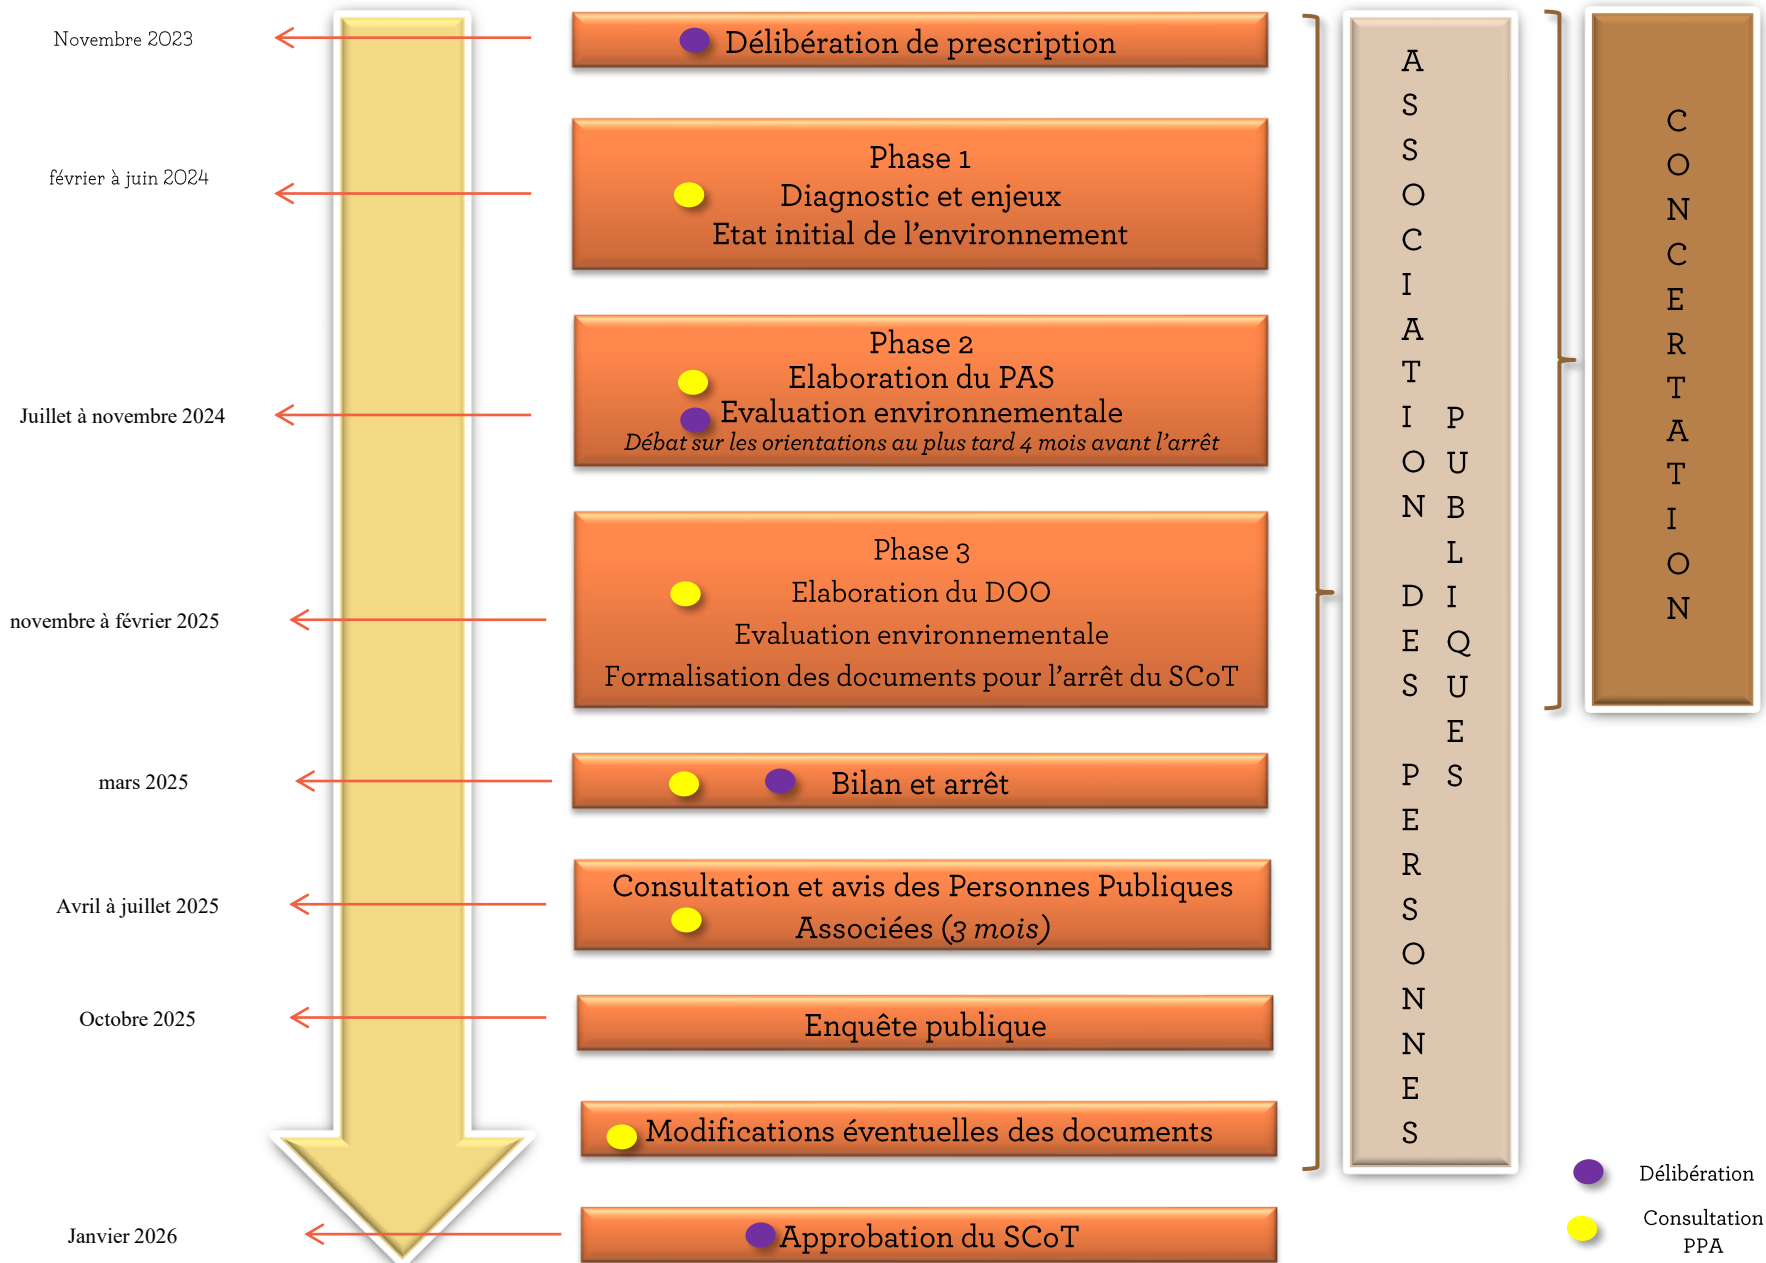 Novembre 2023
Délibération de prescription
février à juin 2024
Phase 1
Diagnostic et enjeux
Etat initial de l'environnement
Juillet à novembre 2024
Phase 2
Elaboration du PAS
Evaluation environnementale
Débat sur les orientations au plus tard 4 mois avant l'arrêt
novembre à février 2025
Phase 3
Elaboration du DOO
Evaluation environnementale
Formalisation des documents pour l'arrêt du SCoT
mars 2025
Bilan et arrêt
Avril à juillet 2025
Consultation et avis des Personnes Publiques
Associées (3 mois)
Octobre 2025
Enquête publique
Modifications éventuelles des documents
Janvier 2026
Approbation du SCoT
ASSOCIATION DES PERSONNES
PUBLIQUES
CONCERTATION
Délibération
Consultation
PPA